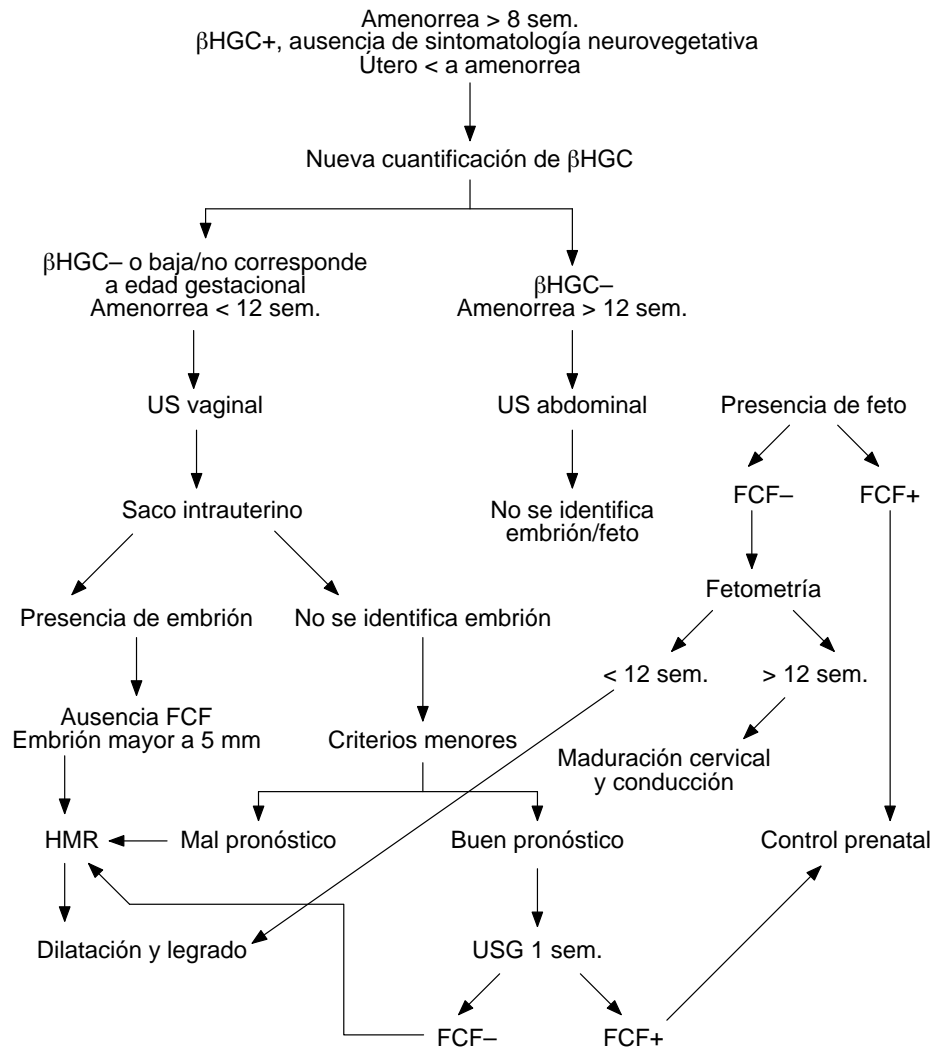 Amenorrea > 8 sem.
βHGC+, ausencia de sintomatología neurovegetativa
Útero < a amenorrea
Nueva cuantificación de βHGC
βHGC– o baja/no corresponde
a edad gestacional
Amenorrea < 12 sem.
βHGC–
Amenorrea > 12 sem.
US vaginal
US abdominal
Presencia de feto
Saco intrauterino
No se identifica
embrión/feto
FCF–
FCF+
Presencia de embrión
No se identifica embrión
Fetometría
< 12 sem.
> 12 sem.
Ausencia FCF
Embrión mayor a 5 mm
Criterios menores
Maduración cervical
y conducción
HMR
Mal pronóstico
Buen pronóstico
Control prenatal
Dilatación y legrado
USG 1 sem.
FCF–
FCF+